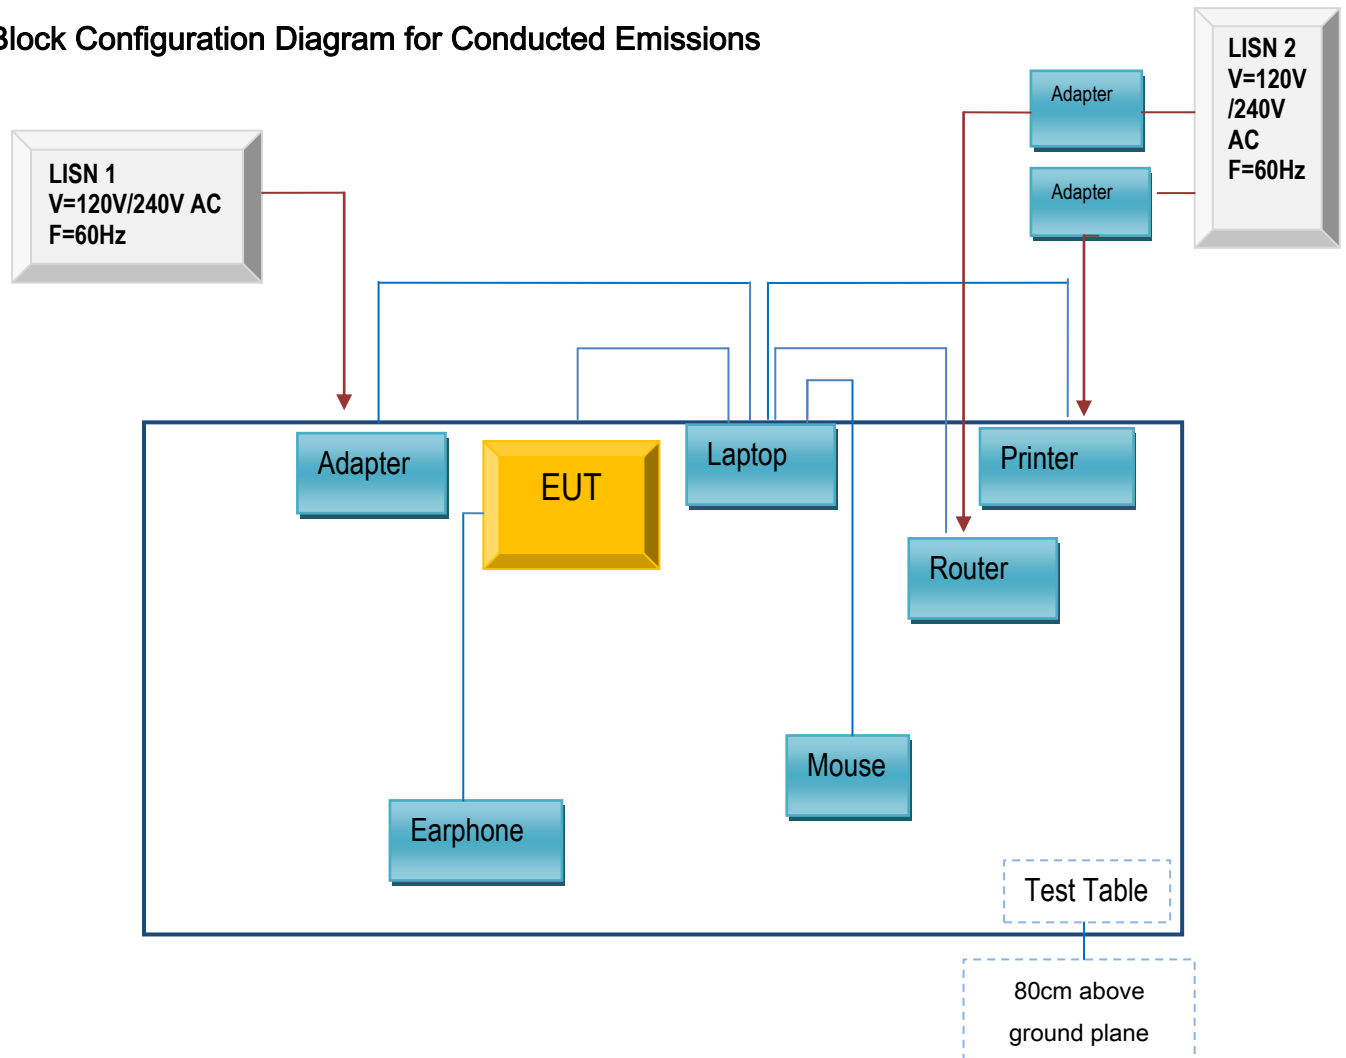 Block Configuration Diagram for Conducted Emissions
LISN 2
V=120V
/240V
AC
F=60Hz
Adapter
Adapter
LISN 1
V=120V/240V AC
F=60Hz
Adapter
EUT
Laptop
Printer
Router
Mouse
Earphone
Test Table
80cm above
ground plane